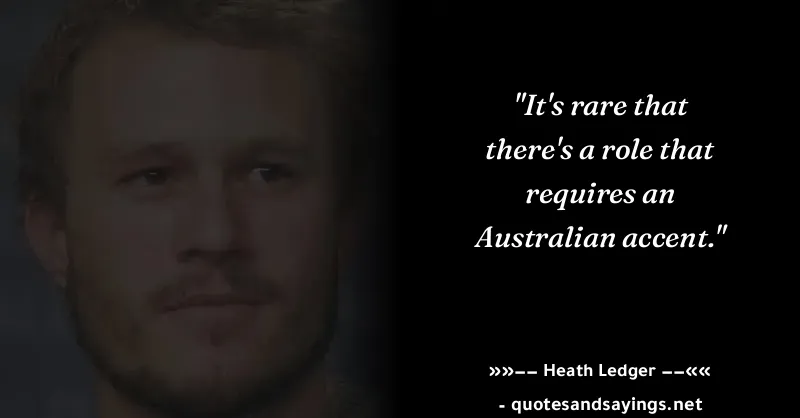 "It's rare that
there's a role that
requires an
Australian accent."
»»−− Heath Ledger −−««
- quotesandsayings.net